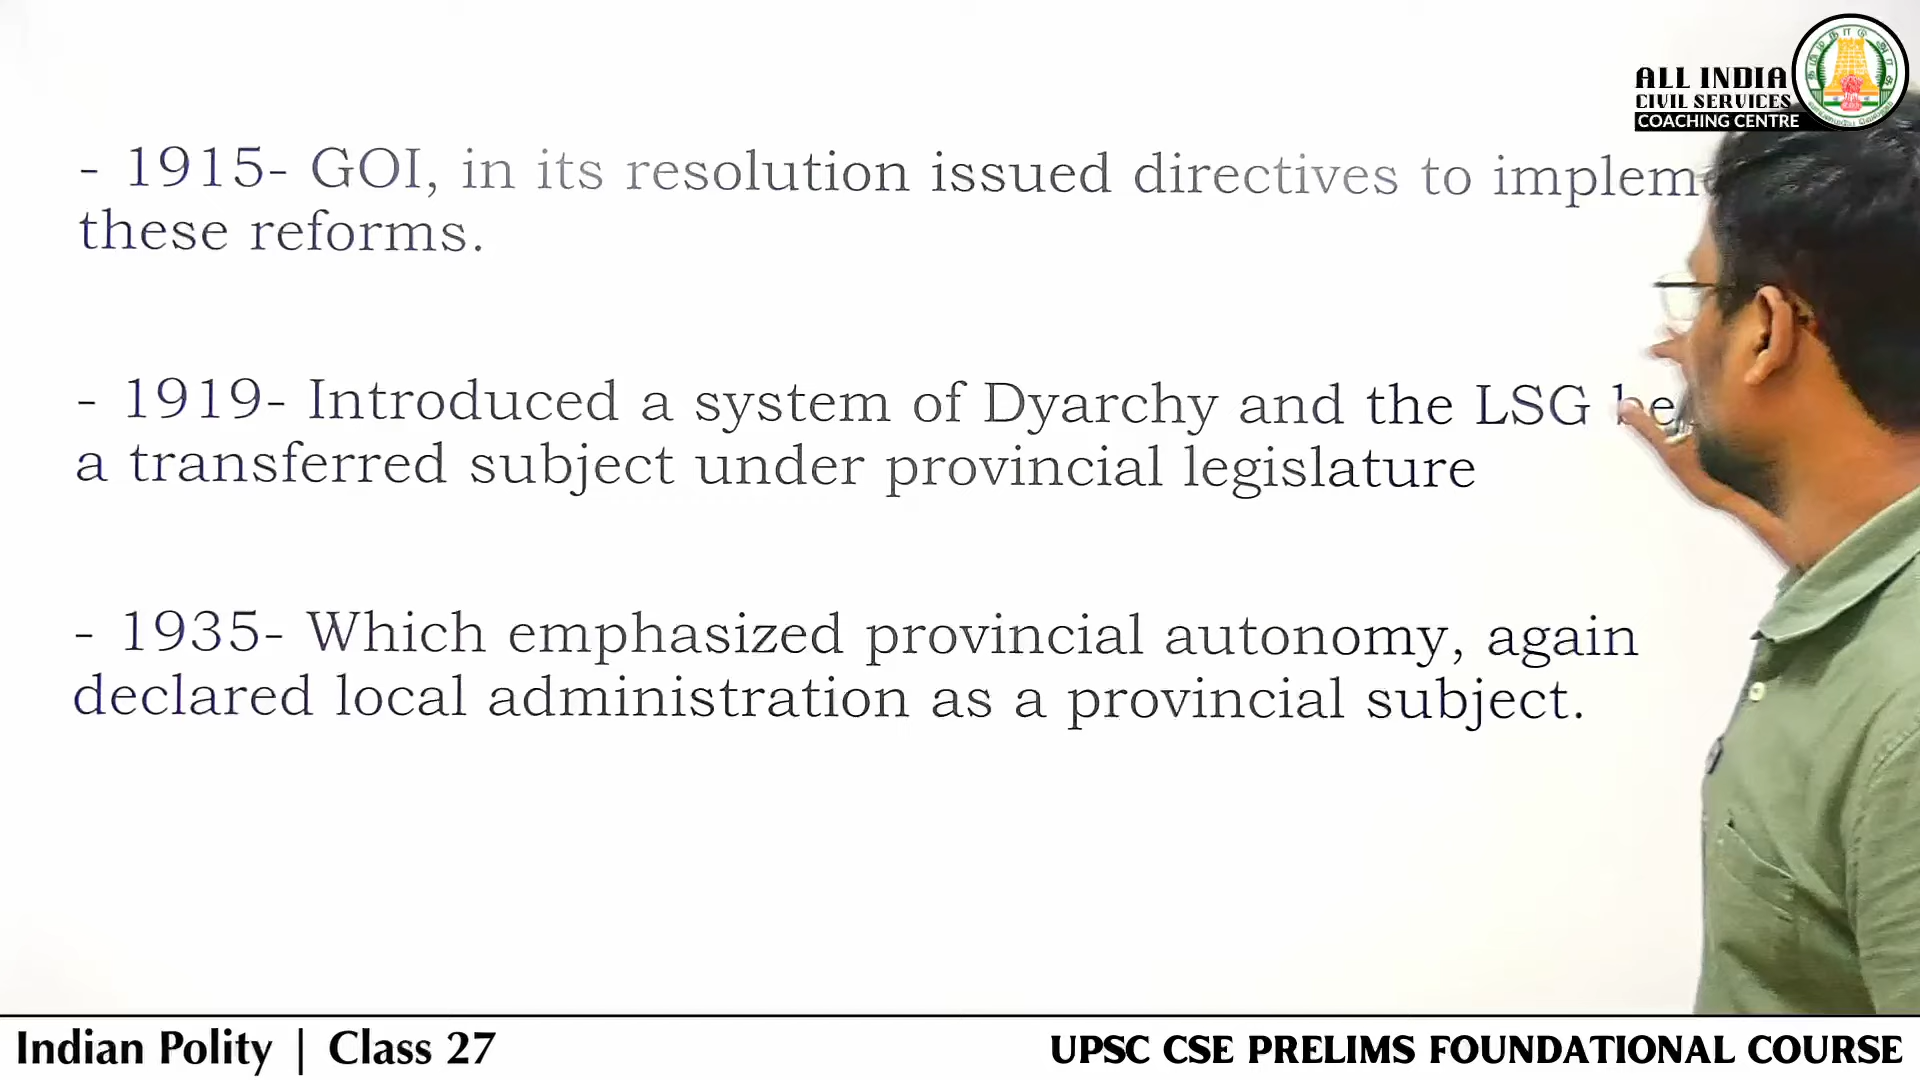 ALL INDIA
CIVIL SERVICES
COACHING CENTRE
- 1915- GOI, in its resolution issued directives to
these reforms.
- 1919- Introduced a system of Dyarchy and the LSG
a transferred subject under provincial legislature
- 1935- Which emphasized provincial autonomy, again
declared local administration as a provincial subject.
Indian Polity | Class 27
UPSC CSE PRELIMS FOUNDATIONAL COURSE